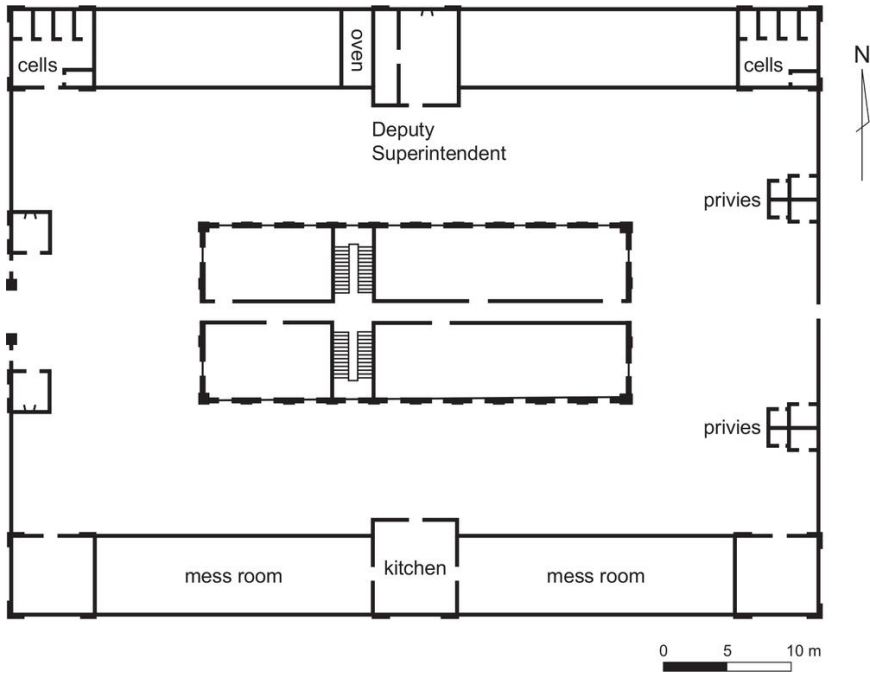 oven
N
cells
cells
Deputy
Superintendent
privies
privies
mess room
kitchen
mess room
0 5 10 m